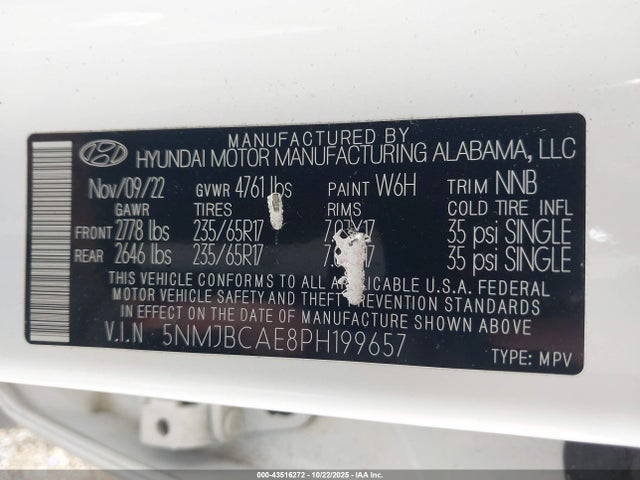 MANUFACTURED BY
HYUNDAI MOTOR MANUFACTURING ALABAMA, LLC
Nov/09/22 GVWR 4761 lbs PAINT W6H TRIM NNB
GAWR TIRES RIMS COLD TIRE INFL
FRONT 2778 lbs 235/65R17 35 psi SINGLE
REAR 2646 lbs 235/65R17 35 psi SINGLE
THIS VEHICLE CONFORMS TO ALL APPLICABLE U.S.A. FEDERAL
MOTOR VEHICLE SAFETY AND THEFT PREVENTION STANDARDS
IN EFFECT ON THE DATE OF MANUFACTURE SHOWN ABOVE.
V.I.N 5NMJBCAE8PH199657
TYPE: MPV
000-43516272 - 10/22/2025 - IAA Inc.